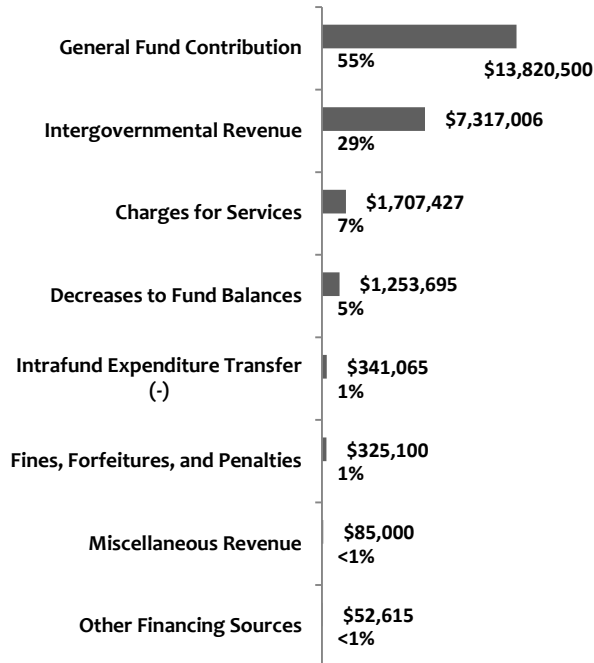 General Fund Contribution
55%
$13,820,500
Intergovernmental Revenue
$7,317,006
29%
Charges for Services
$1,707,427
7%
Decreases to Fund Balances
$1,253,695
5%
Intrafund Expenditure Transfer
(-)
$341,065
1%
Fines, Forfeitures, and Penalties
$325,100
1%
Miscellaneous Revenue
$85,000
<1%
Other Financing Sources
$52,615
<1%